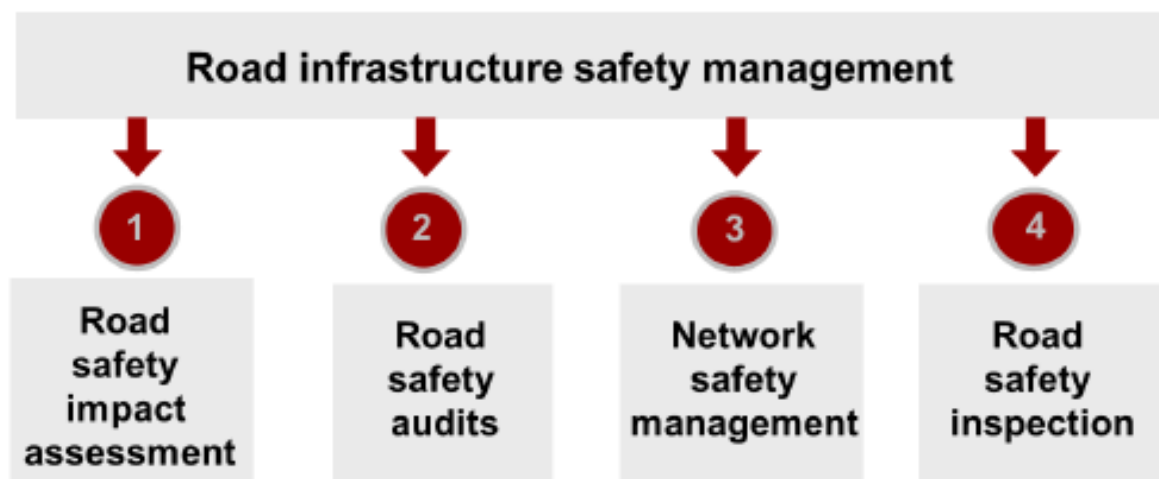 Road infrastructure safety management
1
2
3
4
Road
safety
impact
assessment
Road
safety
audits
Network
safety
management
Road
safety
inspection